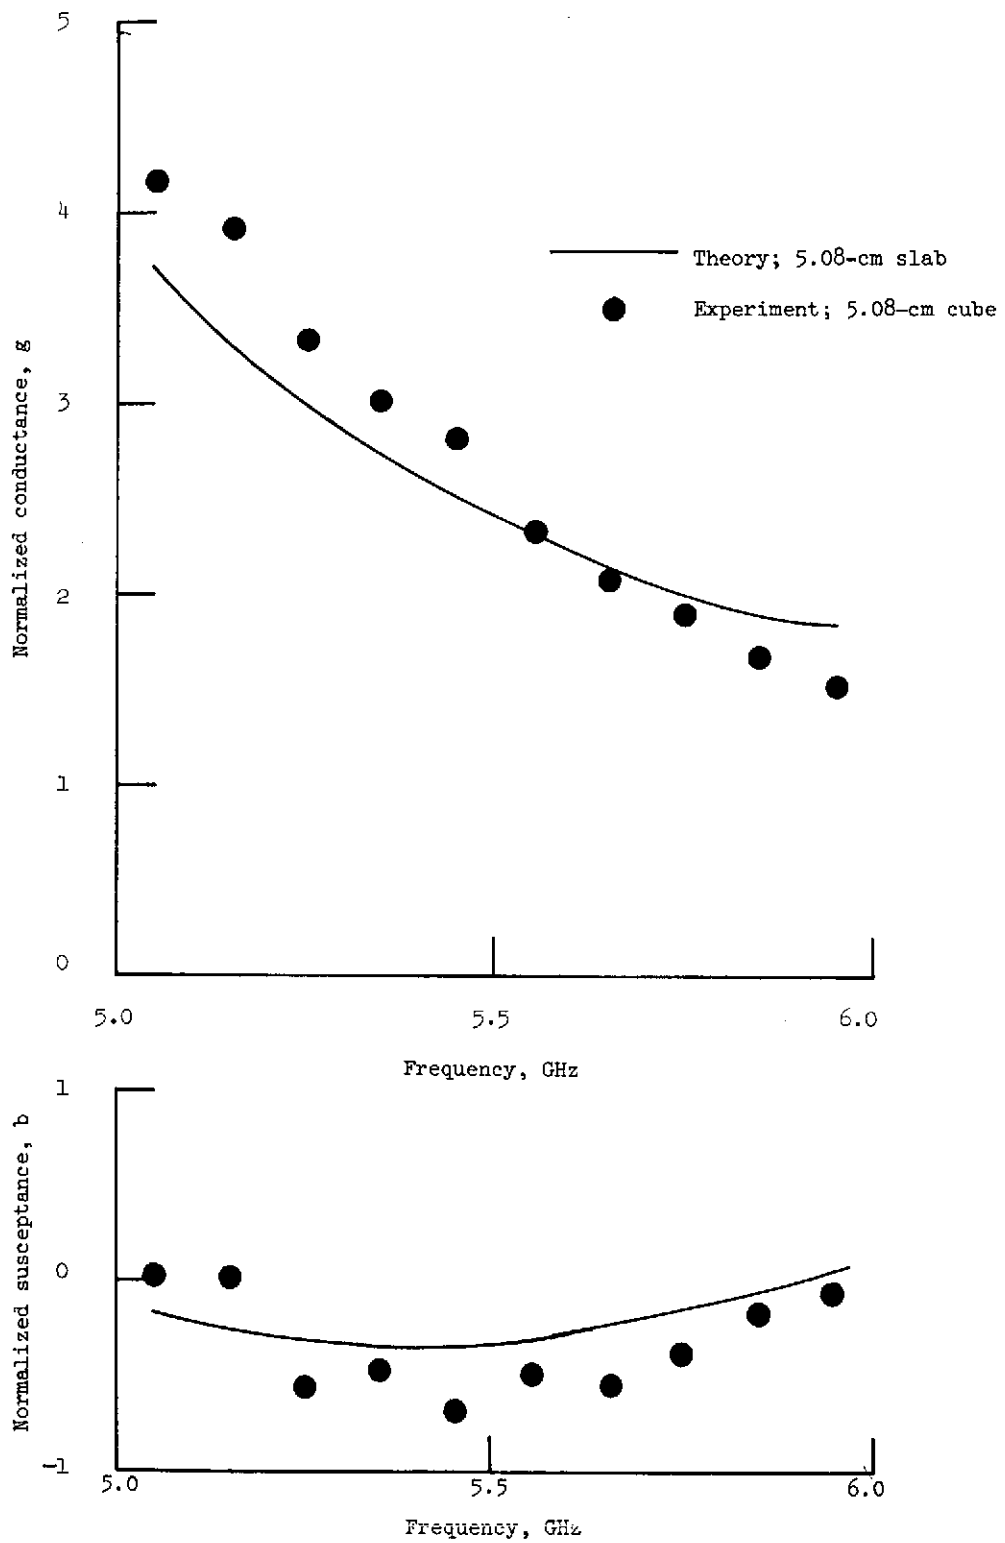 5
4
Theory; 5.08-cm slab
Experiment; 5.08-cm cube
Normalized conductance, g
3
2
1
0
5.0 5.5 6.0
Frequency, GHz
1
Normalized susceptance, b
0
-1
5.0 5.5 6.0
Frequency, GHz